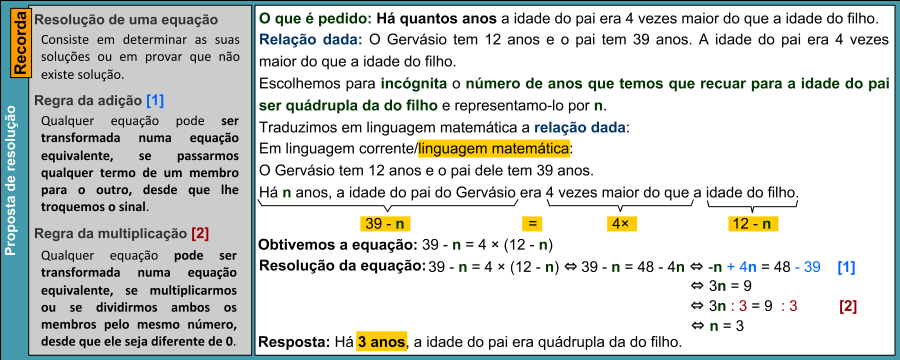 Proposta de resolução
Recorda
Resolução de uma equação
Consiste em determinar as suas
soluções ou em provar que não
existe solução.
Regra da adição [1]
Qualquer equação pode ser
transformada numa equação
equivalente, se passarmos
qualquer termo de um membro
para o outro, desde que lhe
troquemos o sinal.
Regra da multiplicação [2]
Qualquer equação pode ser
transformada numa equação
equivalente, se multiplicarmos
ou se dividirmos ambos os
membros pelo mesmo número,
desde que ele seja diferente de 0.
O que é pedido: Há quantos anos a idade do pai era 4 vezes maior do que a idade do filho.
Relação dada: O Gervásio tem 12 anos e o pai tem 39 anos. A idade do pai era 4 vezes
maior do que a idade do filho.
Escolhemos para incógnita o número de anos que temos que recuar para a idade do pai
ser quádrupla da do filho e representamo-lo por n.
Traduzimos em linguagem matemática a relação dada:
Em linguagem corrente/linguagem matemática:
O Gervásio tem 12 anos e o pai dele tem 39 anos.
Há n anos, a idade do pai do Gervásio era 4 vezes maior do que a idade do filho.
39 - n = 4× 12 - n
Obtivemos a equação: 39 - n = 4 × (12 - n)
Resolução da equação: 39 - n = 4 × (12 - n) ⇔ 39 - n = 48 - 4n ⇔ -n + 4n = 48 - 39 [1]
⇔ 3n = 9
⇔ 3n : 3 = 9 : 3 [2]
⇔ n = 3
Resposta: Há 3 anos, a idade do pai era quádrupla da do filho.